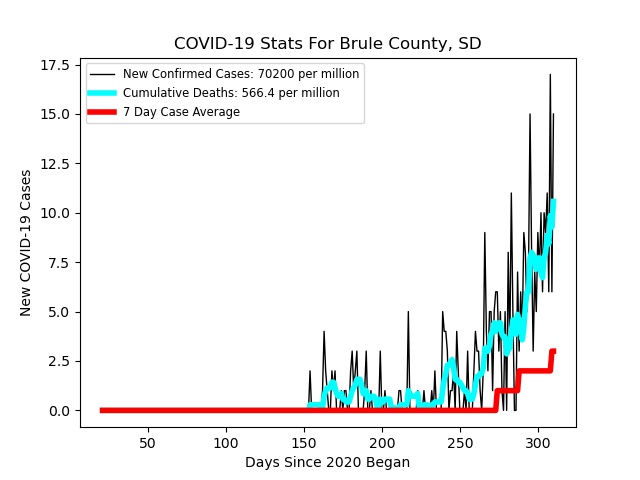 COVID-19 Stats For Brule County, SD
New Confirmed Cases: 70200 per million
Cumulative Deaths: 566.4 per million
7 Day Case Average
New COVID-19 Cases
17.5
15.0
12.5
10.0
7.5
5.0
2.5
0.0
50 100 150 200 250 300
Days Since 2020 Began